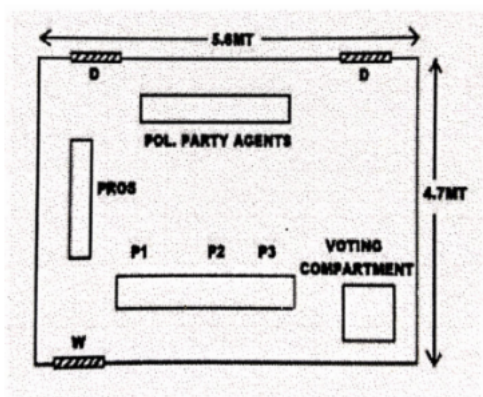 5.6MT
D
D
POL. PARTY AGENTS
PROS
4.7MT
P1 P2 P3
VOTING
COMPARTMENT
W